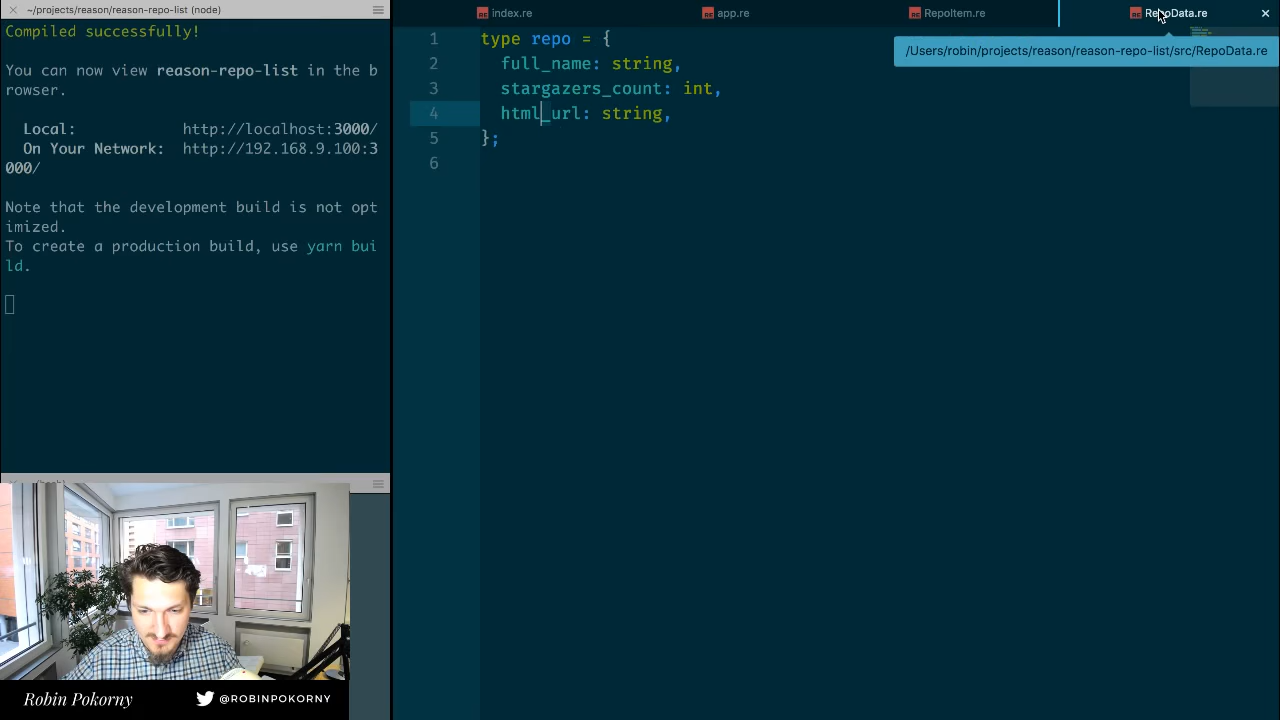 ~/projects/reason/reason-repo-list (node)
Compiled successfully!
You can now view reason-repo-list in the b
rowser.
Local: http://localhost:3000/
On Your Network: http://192.168.9.100:3
000/
Note that the development build is not opt
imized.
To create a production build, use yarn bui
ld.
index.re
app.re
RepoItem.re
RepoData.re
/Users/robin/projects/reason/reason-repo-list/src/RepoData.re
1 type repo = {
2 full_name: string,
3 stargazers_count: int,
4 html_url: string,
5 };
6
Robin Pokorny
@ROBINPOKORNY